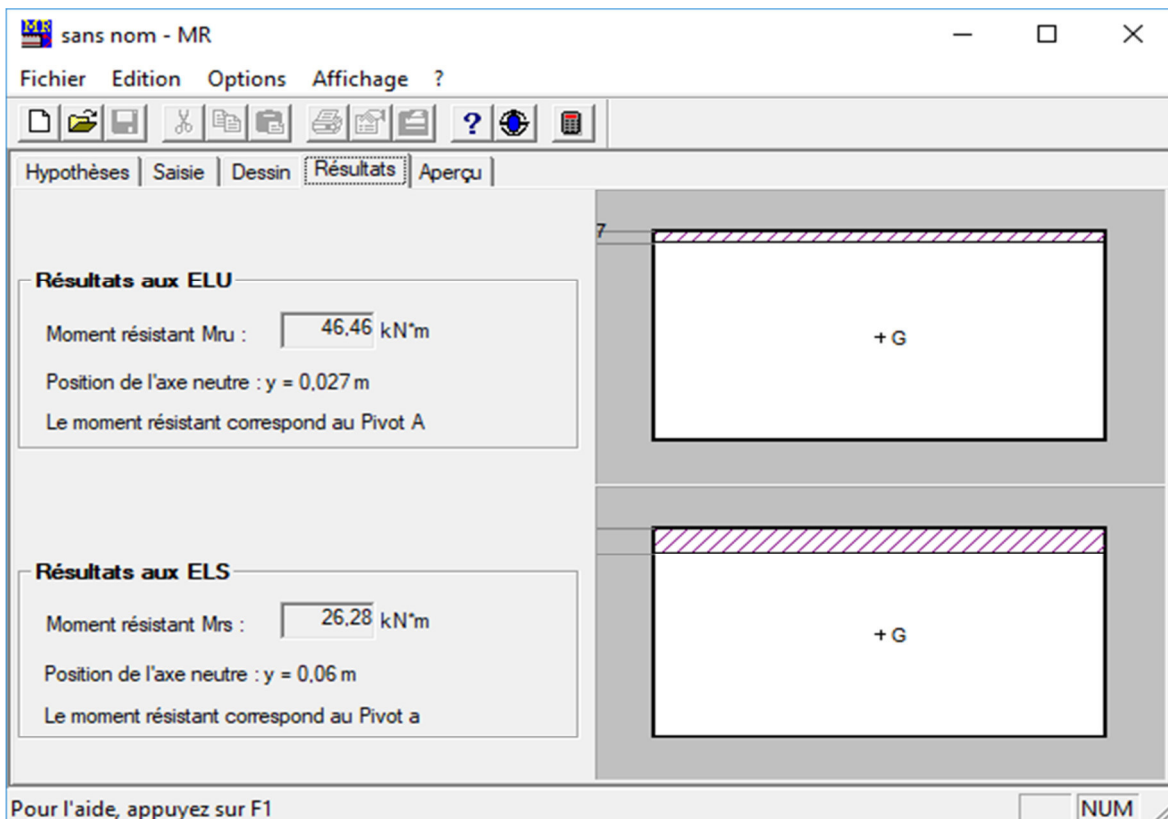 sans nom - MR
Fichier Edition Options Affichage ?
Hypothèses Saisie Dessin Résultats Aperçu
Résultats aux ELU
Moment résistant Mru : 46,46 kN*m
Position de l'axe neutre : y = 0,027 m
Le moment résistant correspond au Pivot A
7
+ G
Résultats aux ELS
Moment résistant Mrs : 26,28 kN*m
Position de l'axe neutre : y = 0,06 m
Le moment résistant correspond au Pivot a
+ G
Pour l'aide, appuyez sur F1
NUM